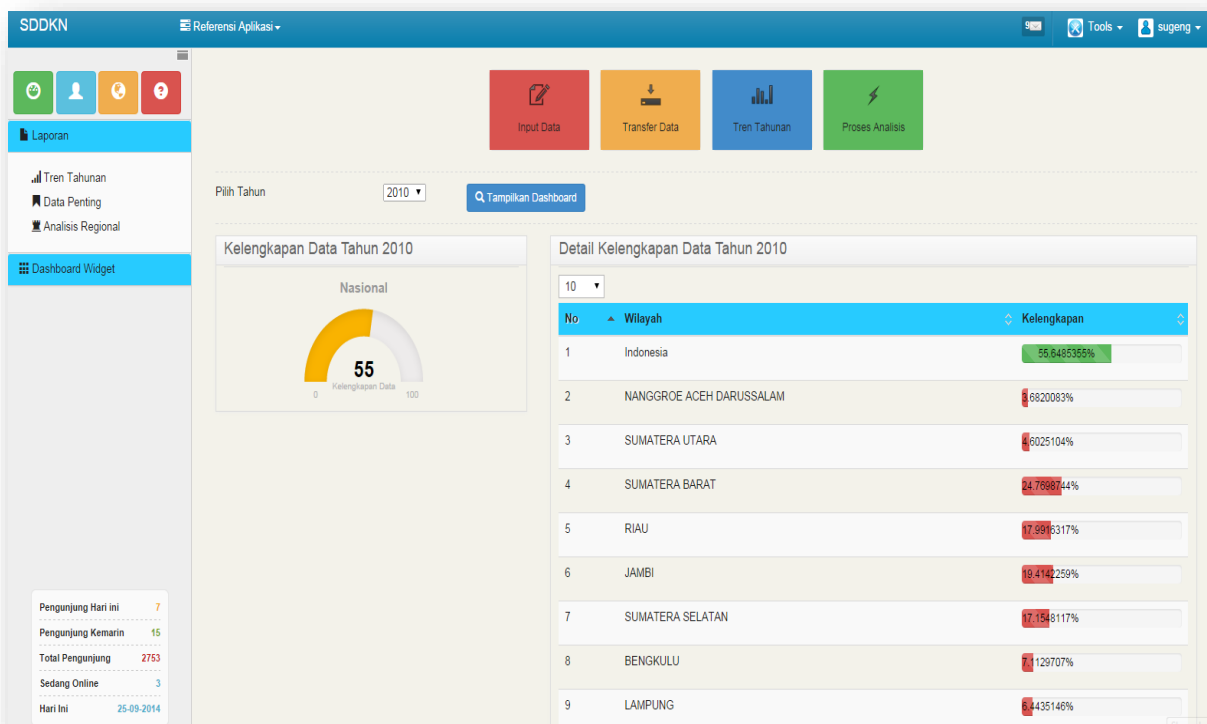 SDDKN
Referensi Aplikasi
9
Tools
sugeng
Input Data
Transfer Data
Tren Tahunan
Proses Analisis
Laporan
Tren Tahunan
Data Penting
Analisis Regional
Dashboard Widget
Pilih Tahun
2010
Tampilkan Dashboard
Kelengkapan Data Tahun 2010
Nasional
55
Kelengkapan Data
0 100
Detail Kelengkapan Data Tahun 2010
10
No Wilayah Kelengkapan
1 Indonesia 55.6485355%
2 NANGGROE ACEH DARUSSALAM 3.6820083%
3 SUMATERA UTARA 4.6025104%
4 SUMATERA BARAT 24.7698744%
5 RIAU 17.9916317%
6 JAMBI 19.4142259%
7 SUMATERA SELATAN 17.1548117%
8 BENGKULU 7.1129707%
9 LAMPUNG 6.4435146%
Pengunjung Hari ini 7
Pengunjung Kemarin 15
Total Pengunjung 2753
Sedang Online 3
Hari Ini 25-09-2014